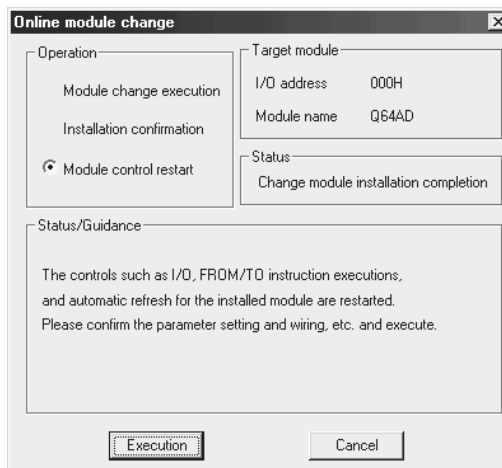 Online module change
Operation
Module change execution
Installation confirmation
Module control restart
Target module
I/O address 000H
Module name Q64AD
Status
Change module installation completion
Status/Guidance
The controls such as I/O, FROM/TO instruction executions,
and automatic refresh for the installed module are restarted.
Please confirm the parameter setting and wiring, etc. and execute.
Execution
Cancel